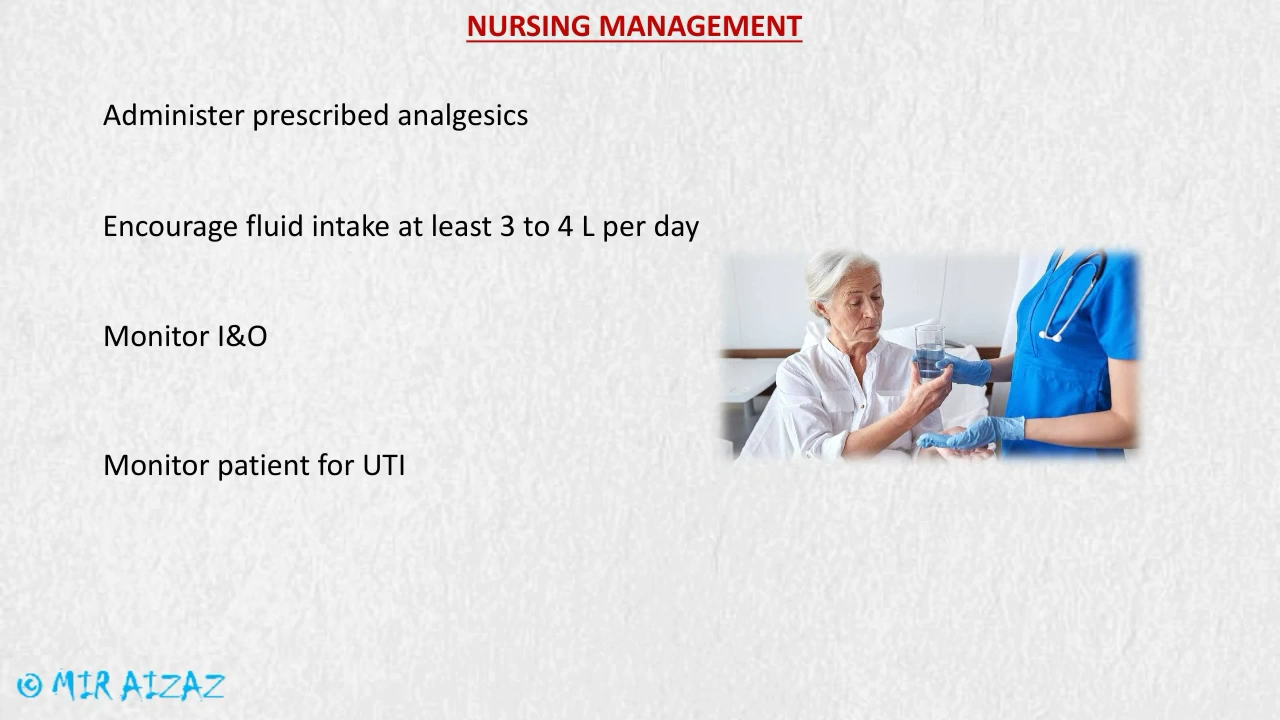 NURSING MANAGEMENT
Administer prescribed analgesics
Encourage fluid intake at least 3 to 4 L per day
Monitor I&O
Monitor patient for UTI
© MIR AIZAZ